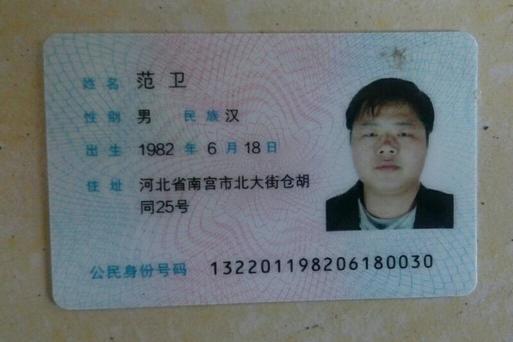 姓名 范卫
性别 男 民族 汉
出生 1982 年 6 月 18 日
住址 河北省南宫市北大街仓胡
同25号
公民身份号码 132201198206180030